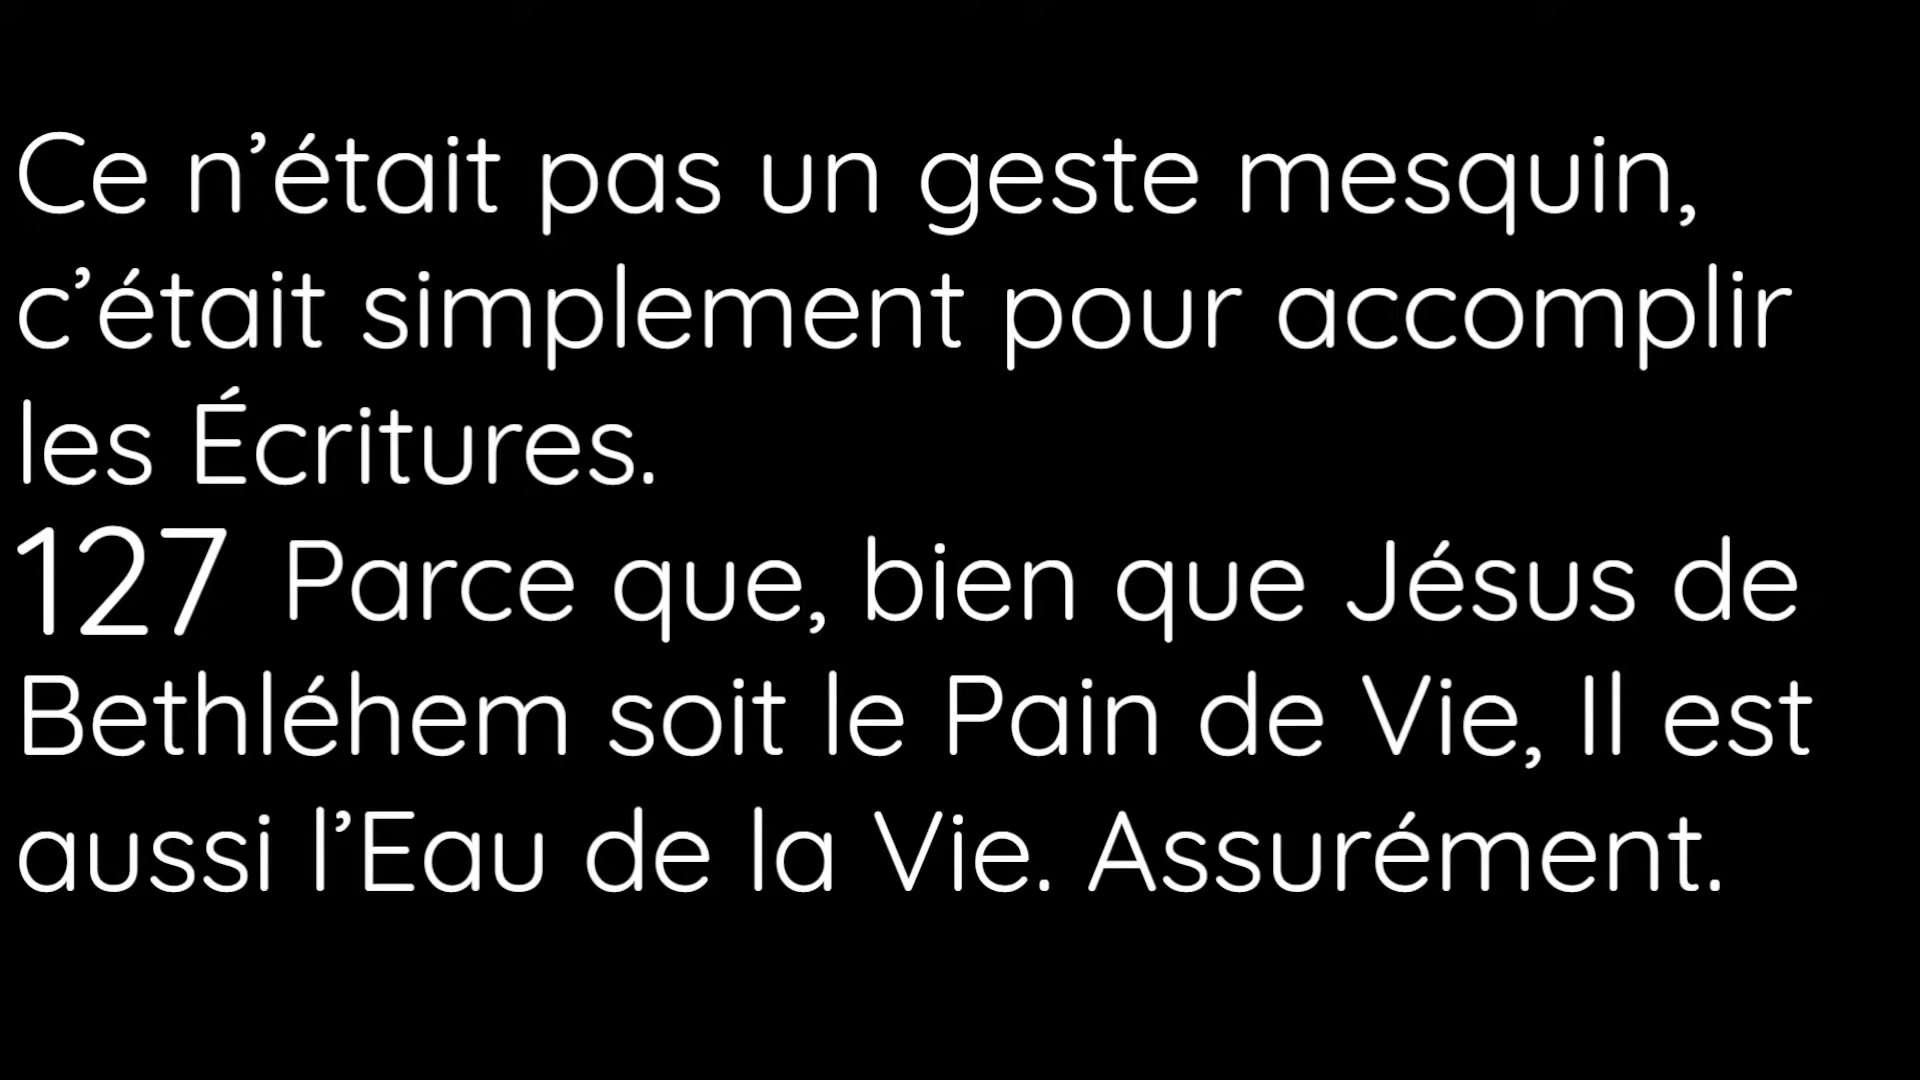 Ce n’était pas un geste mesquin,
c’était simplement pour accomplir
les Écritures.
127 Parce que, bien que Jésus de
Bethléhem soit le Pain de Vie, Il est
aussi l’Eau de la Vie. Assurément.